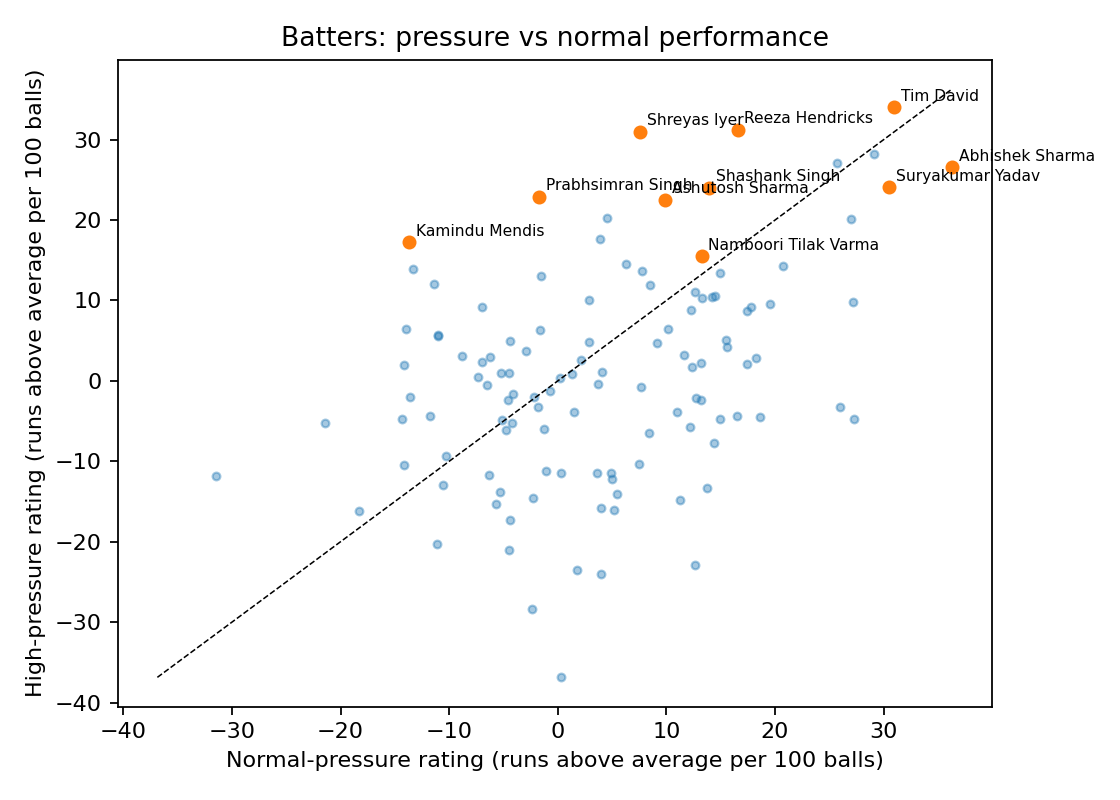 Batters: pressure vs normal performance
High-pressure rating (runs above average per 100 balls)
30
20
10
0
−10
−20
−30
−40
Tim David
Shreyas Iyer
Reeza Hendricks
Abhishek Sharma
Shashank Singh
Suryakumar Yadav
Prabhsimran Singh
Ashutosh Sharma
Kamindu Mendis
Namboori Tilak Varma
−40
−30
−20
−10
0
10
20
30
Normal-pressure rating (runs above average per 100 balls)